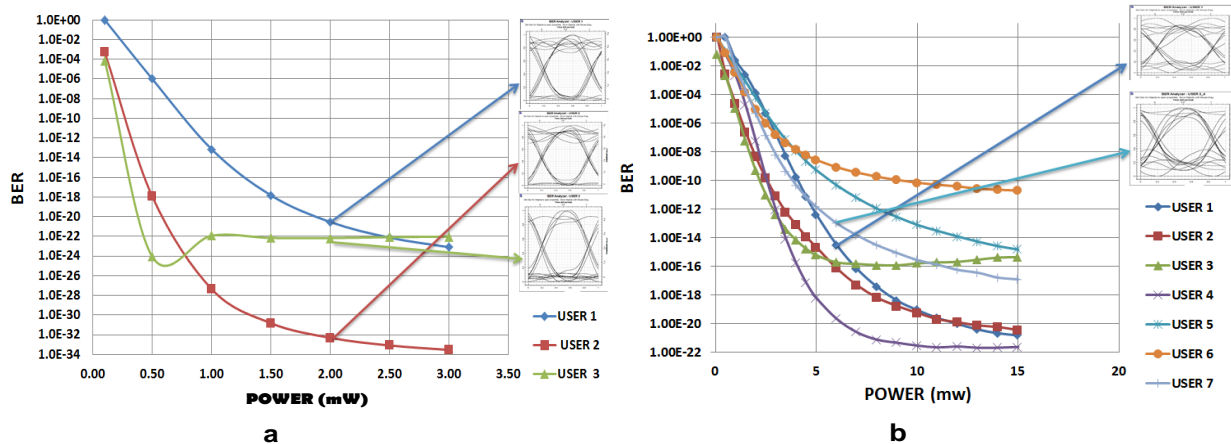 1.0E+00
1.0E-02
1.0E-04
1.0E-06
1.0E-08
1.0E-10
1.0E-12
1.0E-14
1.0E-16
1.0E-18
1.0E-20
1.0E-22
1.0E-24
1.0E-26
1.0E-28
1.0E-30
1.0E-32
1.0E-34
BER
0.00 0.50 1.00 1.50 2.00 2.50 3.00 3.50
POWER (mW)
USER 1
USER 2
USER 3
a
b
1.00E+00
1.00E-02
1.00E-04
1.00E-06
1.00E-08
1.00E-10
1.00E-12
1.00E-14
1.00E-16
1.00E-18
1.00E-20
1.00E-22
BER
0 5 10 15 20
POWER (mw)
USER 1
USER 2
USER 3
USER 4
USER 5
USER 6
USER 7